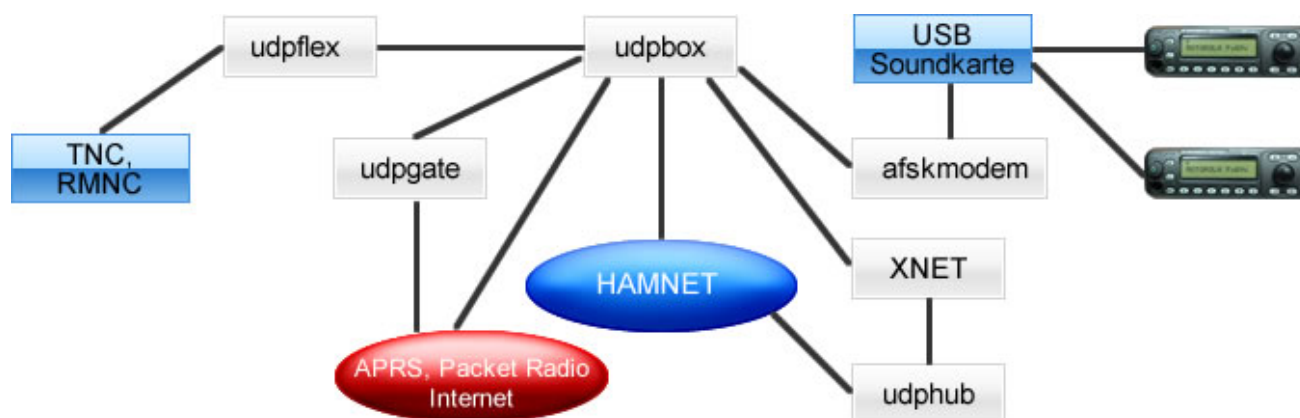 udpflex
udpbox
USB
Soundkarte
TNC,
RMNC
udpgate
afskmodem
HAMNET
XNET
APRS, Packet Radio
Internet
udphub